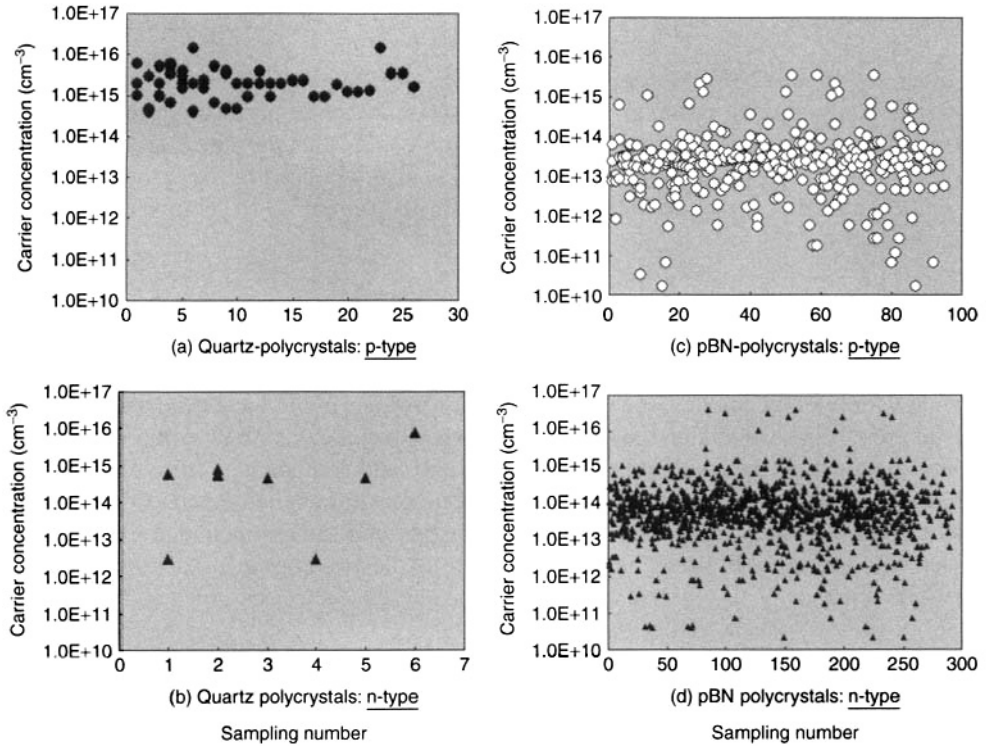 Carrier concentration (cm⁻³)
1.0E+17
1.0E+16
1.0E+15
1.0E+14
1.0E+13
1.0E+12
1.0E+11
1.0E+10
0 5 10 15 20 25 30
(a) Quartz-polycrystals: p-type
Carrier concentration (cm⁻³)
1.0E+17
1.0E+16
1.0E+15
1.0E+14
1.0E+13
1.0E+12
1.0E+11
1.0E+10
0 20 40 60 80 100
(c) pBN-polycrystals: p-type
Carrier concentration (cm⁻³)
1.0E+17
1.0E+16
1.0E+15
1.0E+14
1.0E+13
1.0E+12
1.0E+11
1.0E+10
0 1 2 3 4 5 6 7
(b) Quartz polycrystals: n-type
Sampling number
Carrier concentration (cm⁻³)
1.0E+17
1.0E+16
1.0E+15
1.0E+14
1.0E+13
1.0E+12
1.0E+11
1.0E+10
0 50 100 150 200 250 300
(d) pBN polycrystals: n-type
Sampling number